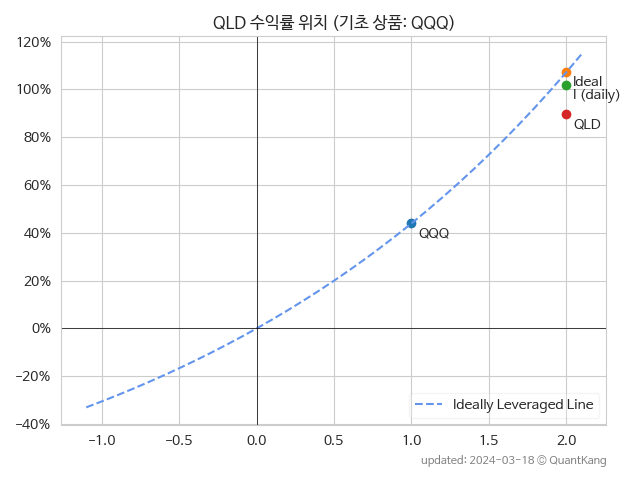 QLD 수익률 위치 (기초 상품: QQQ)
120%
100%
80%
60%
40%
20%
0%
−20%
−40%
Ideal
I (daily)
QLD
QQQ
Ideally Leveraged Line
−1.0 −0.5 0.0 0.5 1.0 1.5 2.0
updated: 2024-03-18 © QuantKang